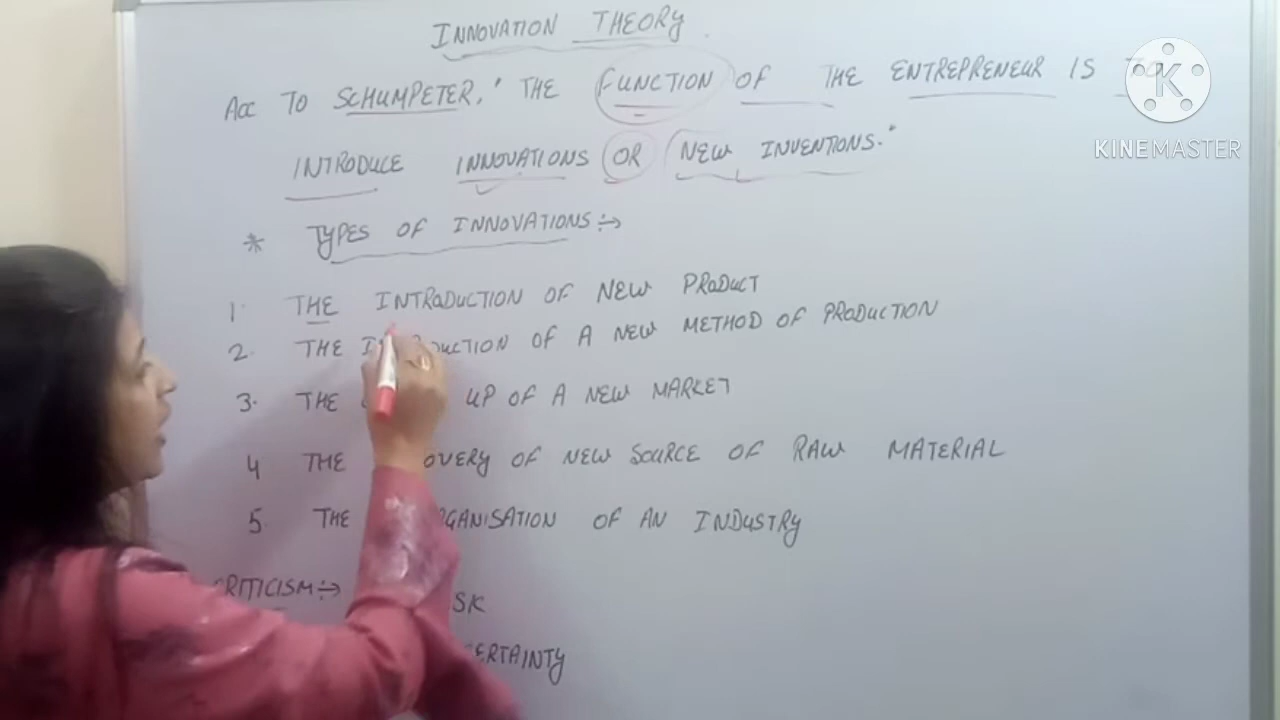 INNOVATION THEORY
ACC TO SCHUMPETER, " THE FUNCTION OF THE ENTREPRENEUR IS
INTRODUCE INNOVATIONS OR NEW INVENTIONS."
* TYPES OF INNOVATIONS :→
1. THE INTRODUCTION OF NEW PRODUCT
2. THE OF A NEW METHOD OF PRODUCTION
3. THE UP OF A NEW MARKET
4 THE OF NEW SOURCE OF RAW MATERIAL
5. THE OF AN INDUSTRY
CRITICISM :→
K
KINEMASTER